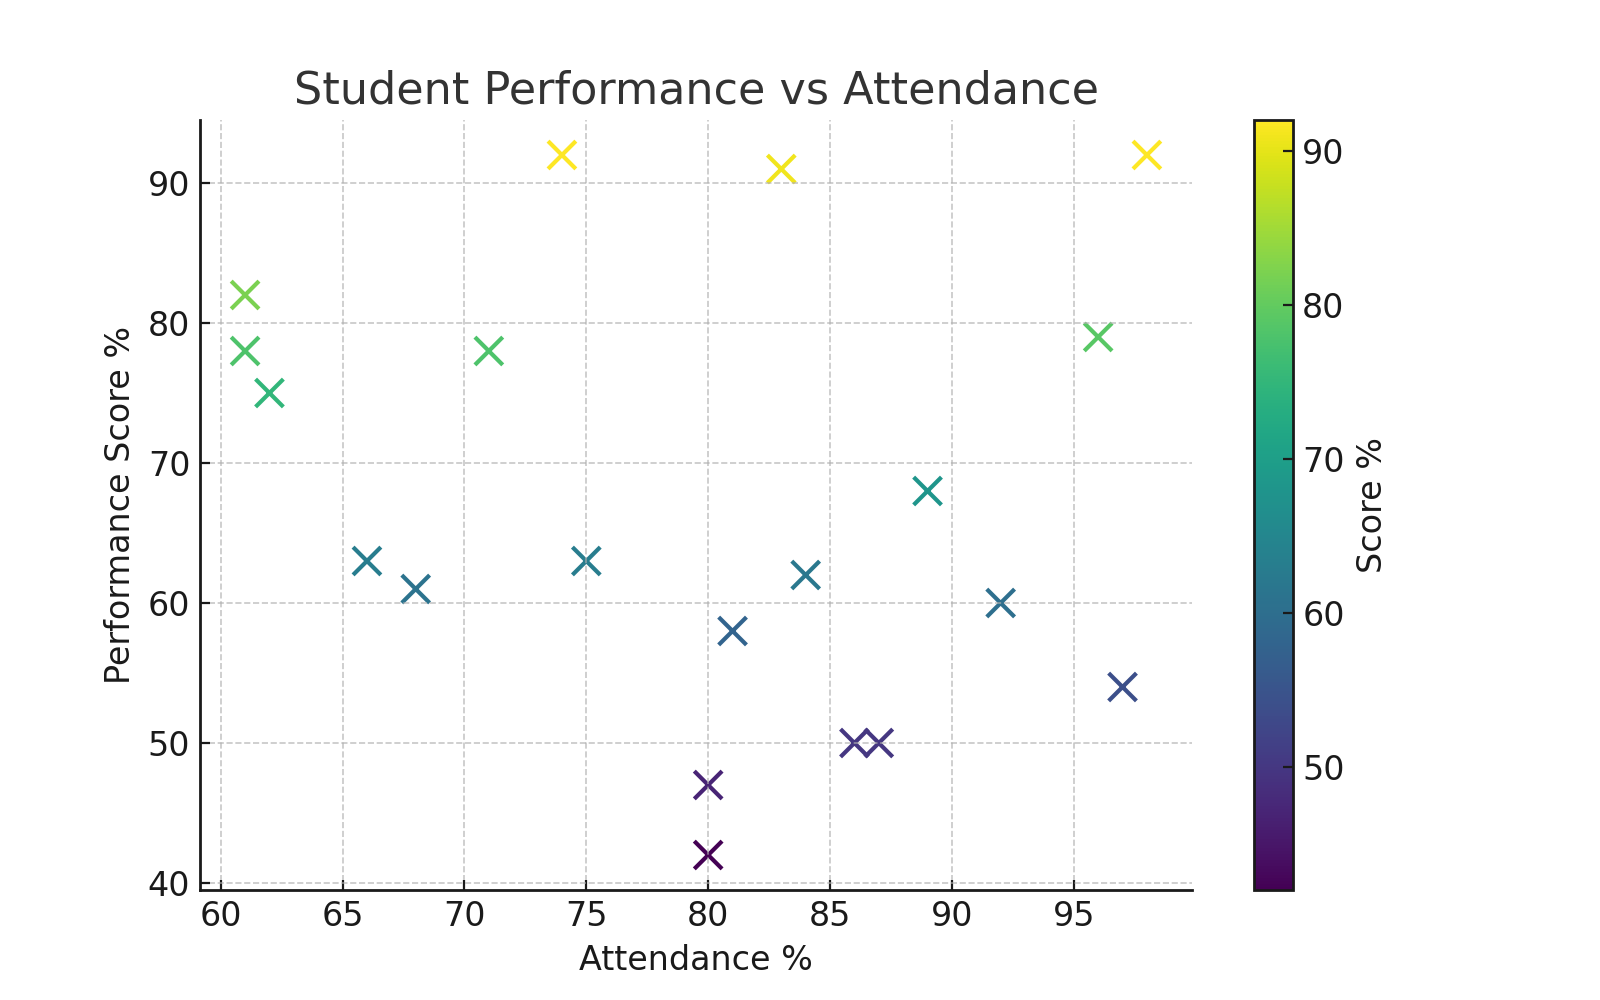 Student Performance vs Attendance
Performance Score %
90
80
70
60
50
40
60 65 70 75 80 85 90 95
Attendance %
90
80
70
60
50
Score %